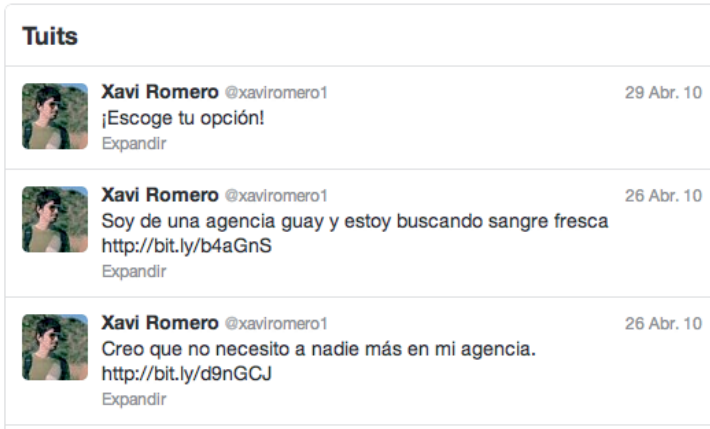 Tuits
Xavi Romero @xaviromero1 29 Abr. 10
¡Escoge tu opción!
Expandir
Xavi Romero @xaviromero1 26 Abr. 10
Soy de una agencia guay y estoy buscando sangre fresca
http://bit.ly/b4aGnS
Expandir
Xavi Romero @xaviromero1 26 Abr. 10
Creo que no necesito a nadie más en mi agencia.
http://bit.ly/d9nGCJ
Expandir